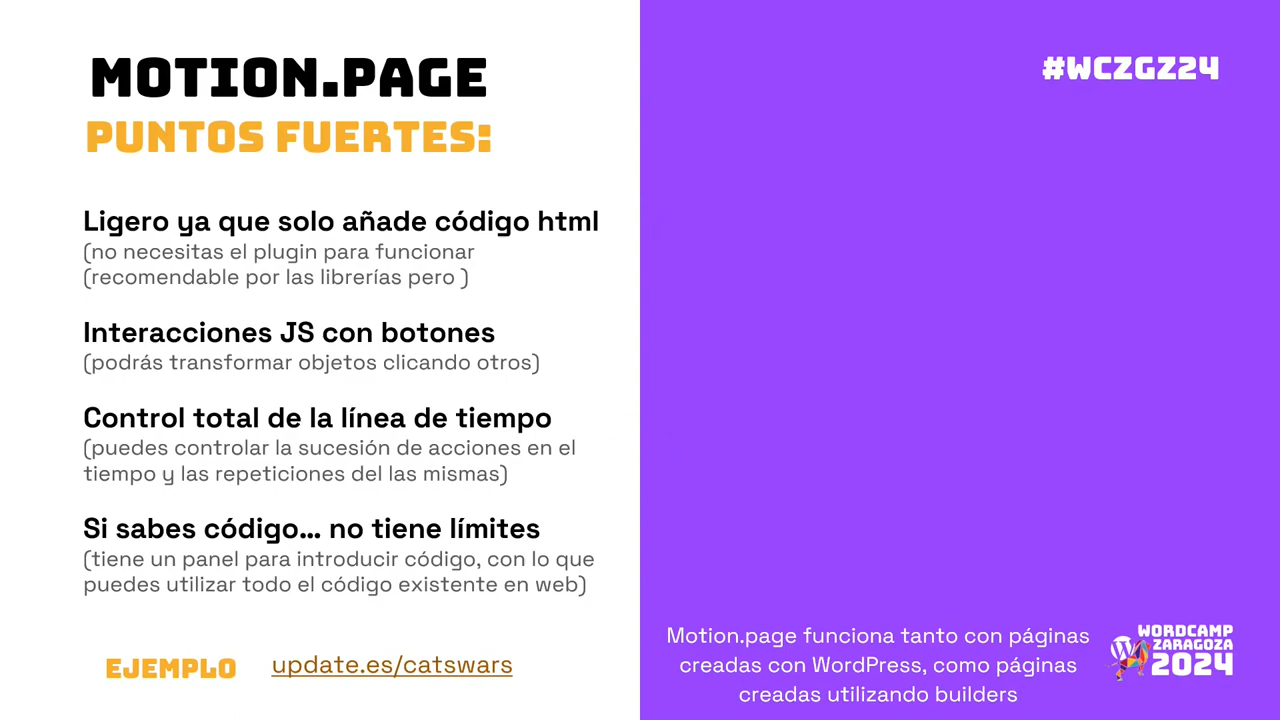 MOTION.PAGE
PUNTOS FUERTES:
Ligero ya que solo añade código html
(no necesitas el plugin para funcionar
(recomendable por las librerías pero )
Interacciones JS con botones
(podrás transformar objetos clicando otros)
Control total de la línea de tiempo
(puedes controlar la sucesión de acciones en el
tiempo y las repeticiones del las mismas)
Si sabes código... no tiene límites
(tiene un panel para introducir código, con lo que
puedes utilizar todo el código existente en web)
EJEMPLO update.es/catswars
#WCZGZ24
Motion.page funciona tanto con páginas
creadas con WordPress, como páginas
creadas utilizando builders
WORDCAMP
ZARAGOZA
2024